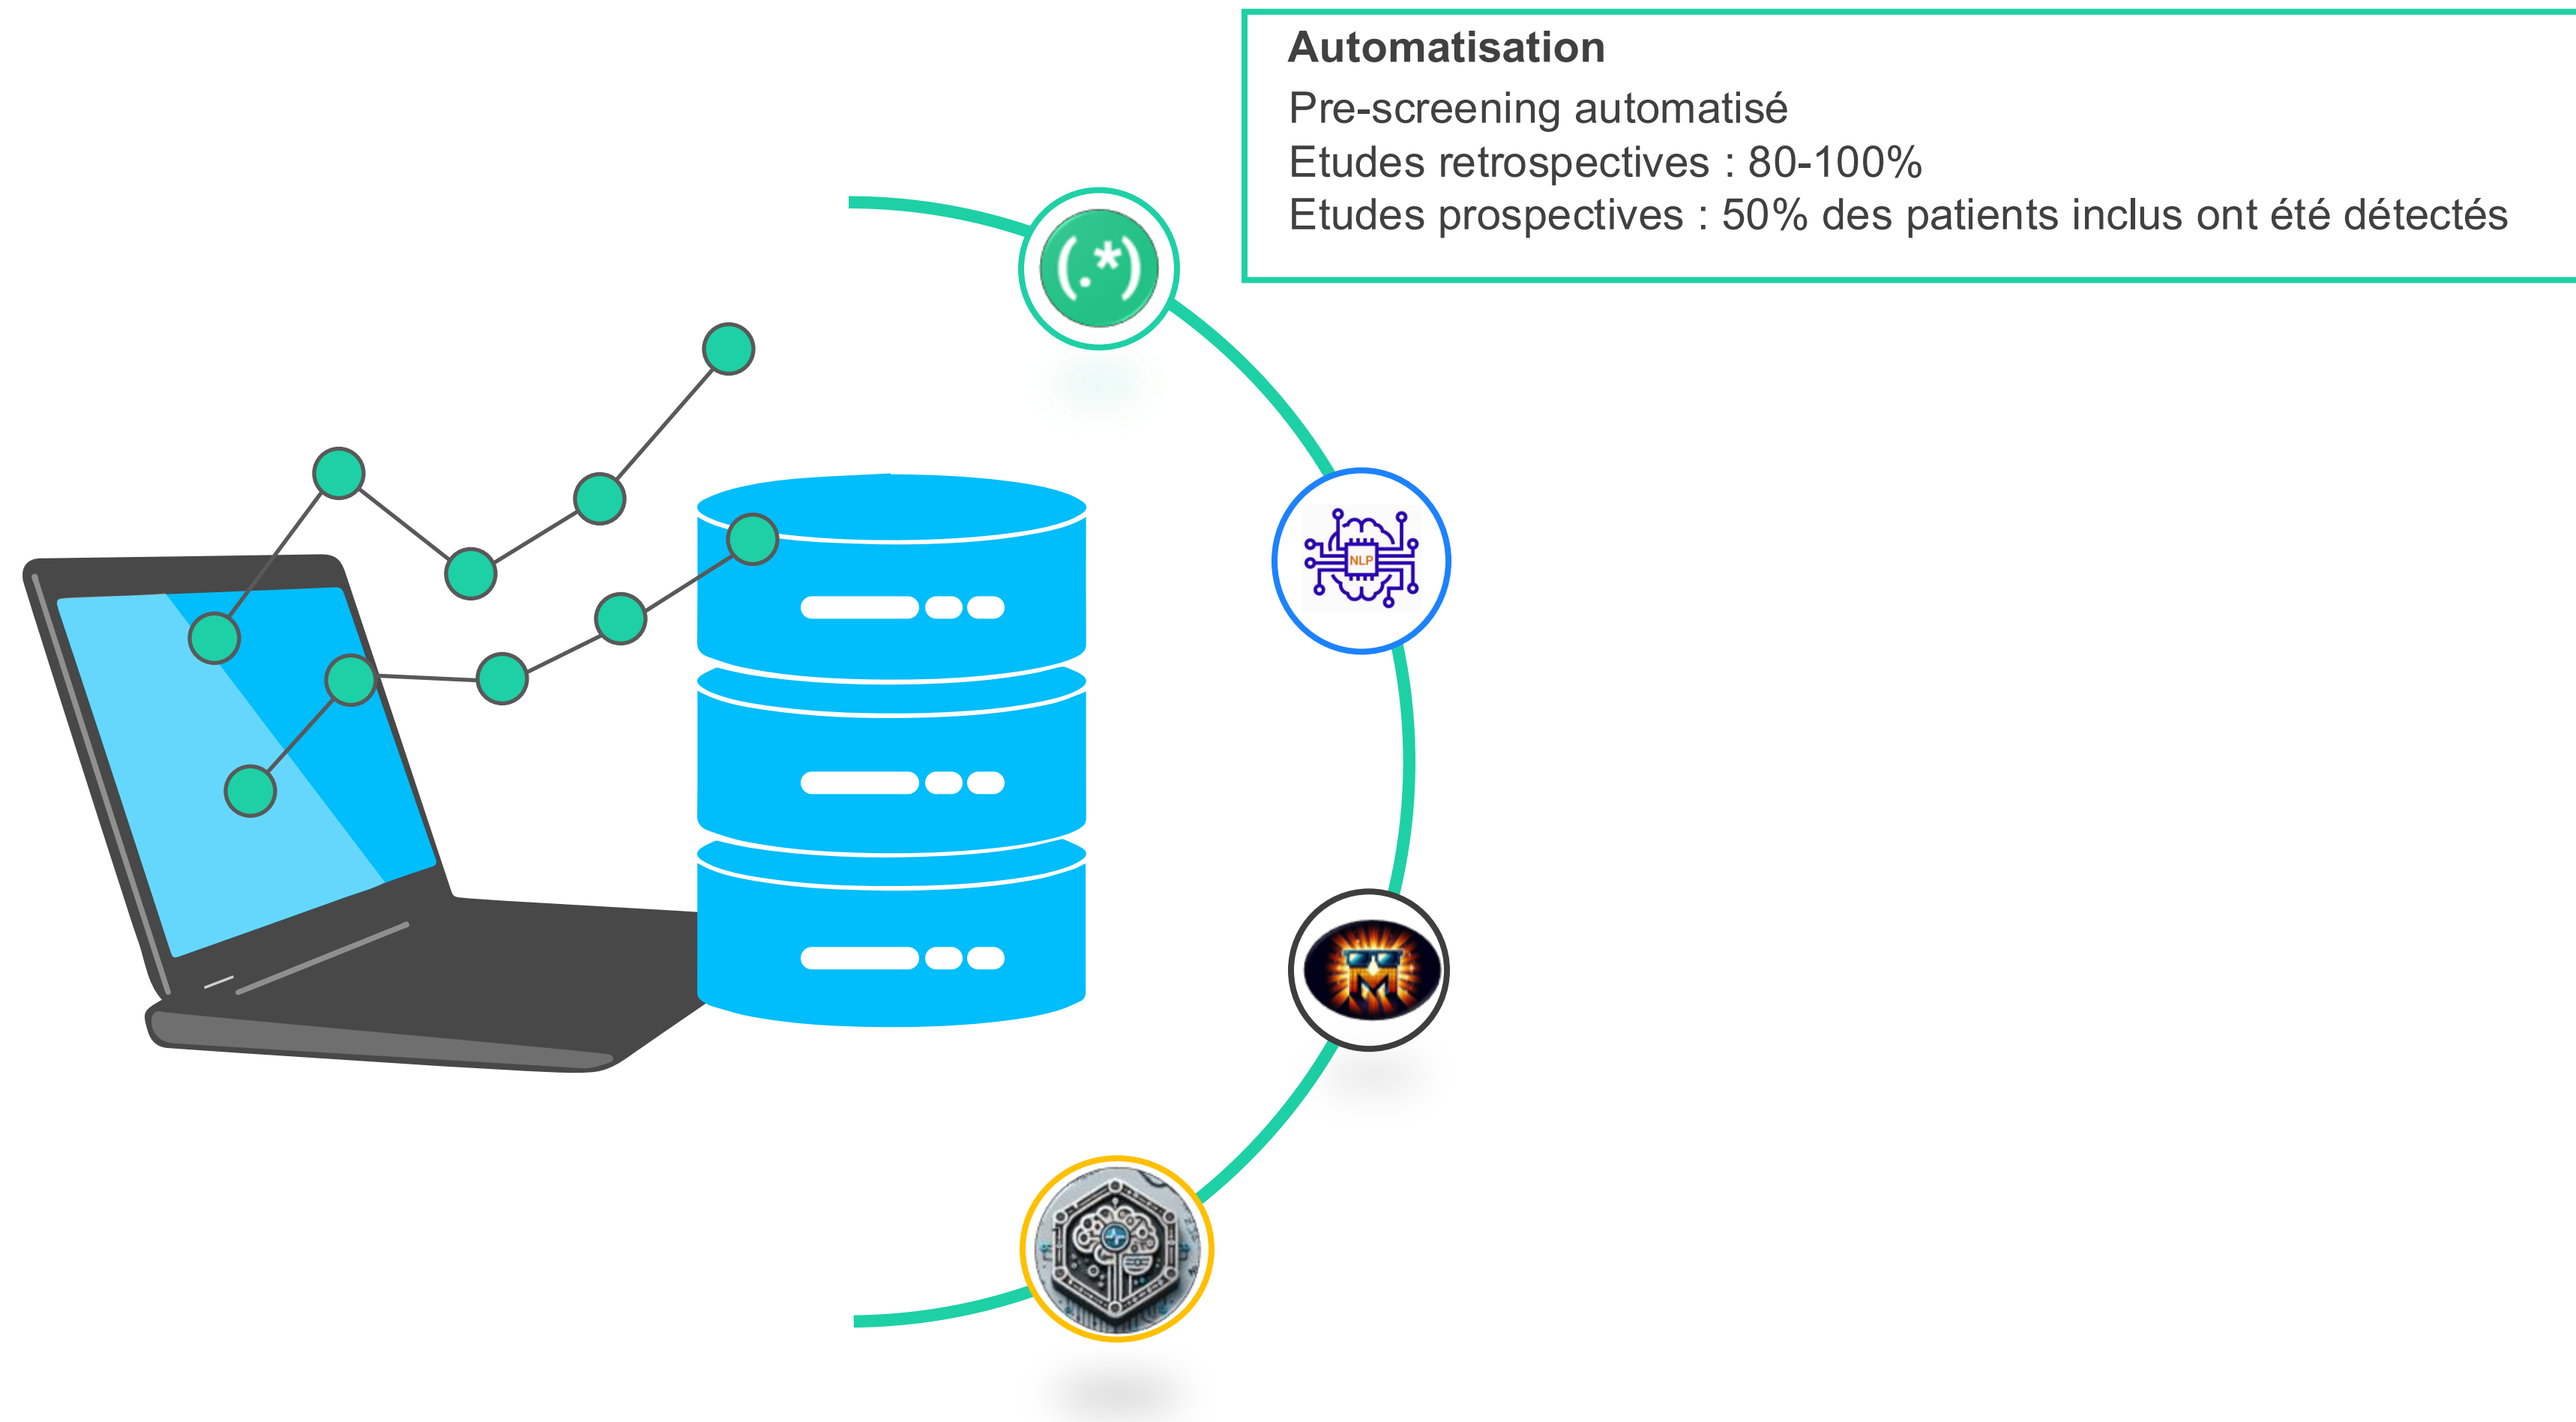 Automatisation
Pre-screening automatisé
Etudes retrospectives : 80-100%
Etudes prospectives : 50% des patients inclus ont été détectés
(.*)
NLP
M